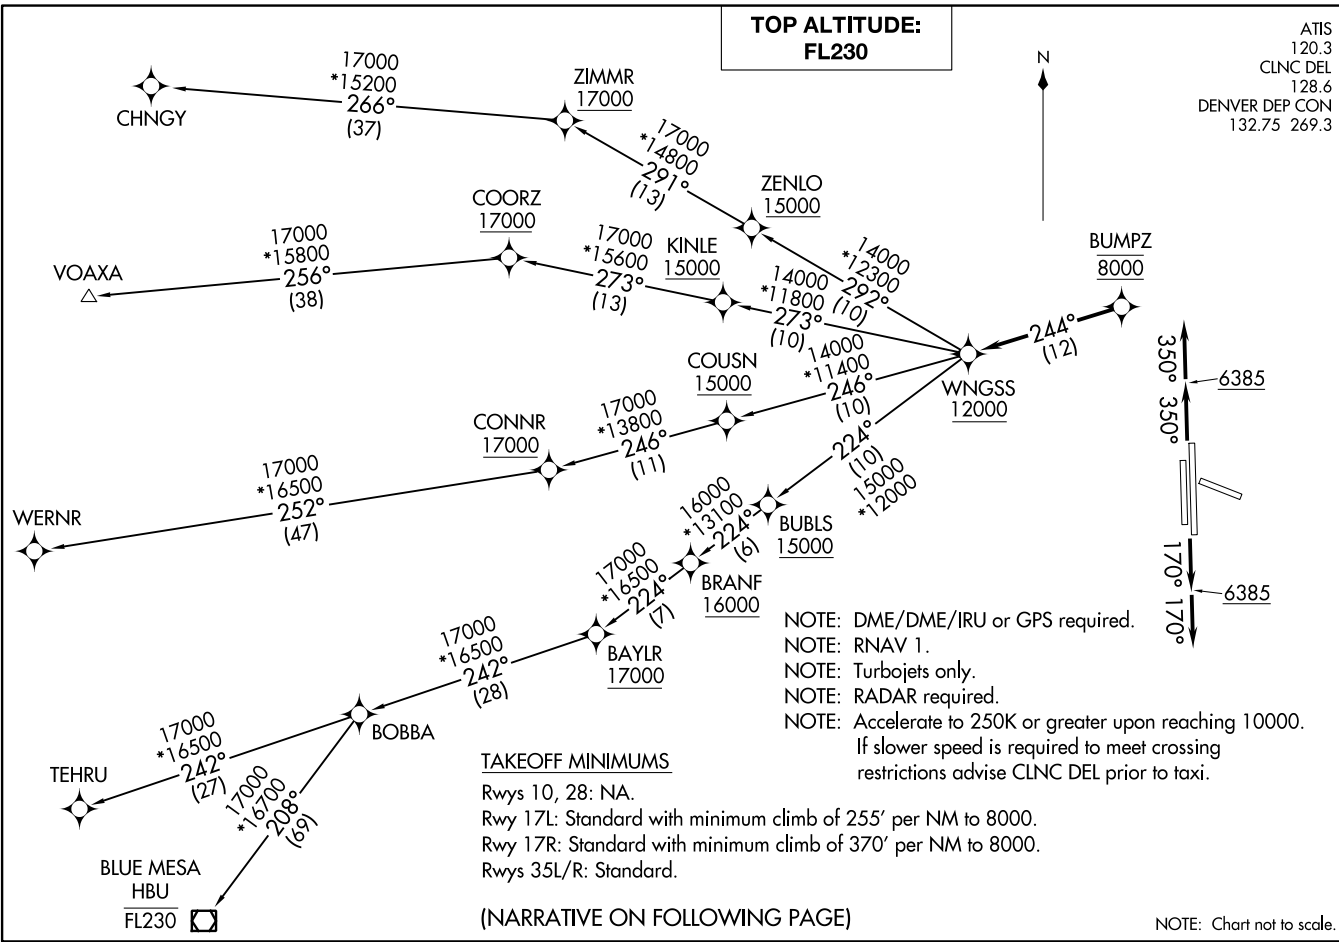 TOP ALTITUDE:
FL230
ATIS
120.3
CLNC DEL
128.6
DENVER DEP CON
132.75 269.3
N
CHNGY
17000
*15200
266°
(37)
ZIMMR
17000
17000
*14800
291°
(13)
ZENLO
15000
14000
*12300
292°
(10)
VOAXA
17000
*15800
256°
(38)
COORZ
17000
17000
*15600
273°
(13)
KINLE
15000
14000
*11800
273°
(10)
BUMPZ
8000
244°
(12)
WNGSS
12000
14000
*11400
246°
(10)
COUSN
15000
17000
*13800
246°
(11)
CONNR
17000
17000
*16500
252°
(47)
WERNR
224°
(10)
15000
*12000
BUBLS
15000
16000
*13100
224°
(6)
BRANF
16000
17000
*16500
224°
(7)
BAYLR
17000
17000
*16500
242°
(28)
BOBBA
17000
*16500
242°
(27)
TEHRU
17000
*16700
208°
(69)
BLUE MESA
HBU
FL230
350° 350°
6385
170° 170°
6385
NOTE: DME/DME/IRU or GPS required.
NOTE: RNAV 1.
NOTE: Turbojets only.
NOTE: RADAR required.
NOTE: Accelerate to 250K or greater upon reaching 10000.
If slower speed is required to meet crossing
restrictions advise CLNC DEL prior to taxi.
TAKEOFF MINIMUMS
Rwys 10, 28: NA.
Rwy 17L: Standard with minimum climb of 255' per NM to 8000.
Rwy 17R: Standard with minimum climb of 370' per NM to 8000.
Rwys 35L/R: Standard.
(NARRATIVE ON FOLLOWING PAGE)
NOTE: Chart not to scale.